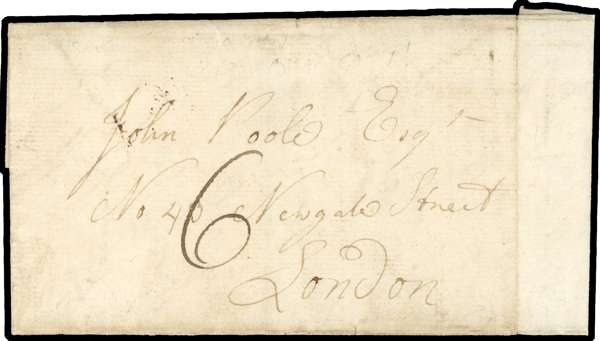 John Poole Esqr
No 40 Newgate Street
6
London